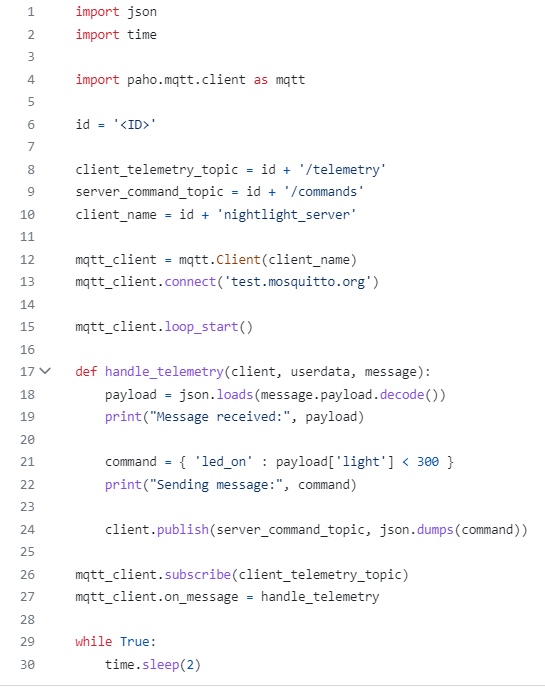 1 import json
2 import time
3
4 import paho.mqtt.client as mqtt
5
6 id = '<ID>'
7
8 client_telemetry_topic = id + '/telemetry'
9 server_command_topic = id + '/commands'
10 client_name = id + 'nightlight_server'
11
12 mqtt_client = mqtt.Client(client_name)
13 mqtt_client.connect('test.mosquitto.org')
14
15 mqtt_client.loop_start()
16
17 def handle_telemetry(client, userdata, message):
18     payload = json.loads(message.payload.decode())
19     print("Message received:", payload)
20
21     command = { 'led_on' : payload['light'] < 300 }
22     print("Sending message:", command)
23
24     client.publish(server_command_topic, json.dumps(command))
25
26 mqtt_client.subscribe(client_telemetry_topic)
27 mqtt_client.on_message = handle_telemetry
28
29 while True:
30     time.sleep(2)